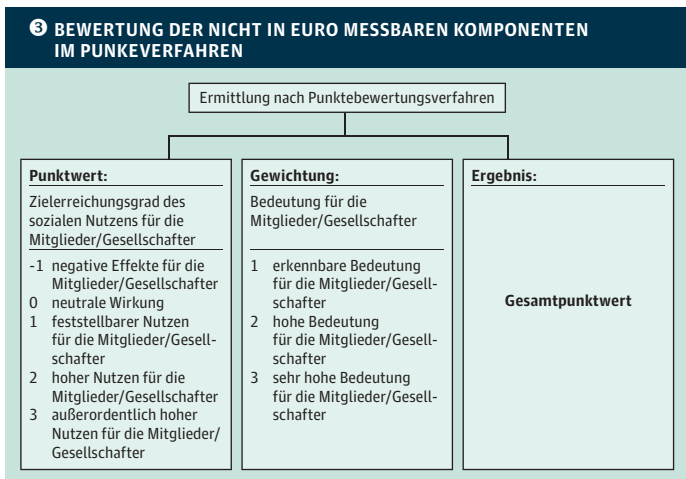 ❸ BEWERTUNG DER NICHT IN EURO MESSBAREN KOMPONENTEN
IM PUNKEVERFAHREN
Ermittlung nach Punktebewertungsverfahren
Punktwert:
Zielerreichungsgrad des
sozialen Nutzens für die
Mitglieder/Gesellschafter
-1 negative Effekte für die
Mitglieder/Gesellschafter
0 neutrale Wirkung
1 feststellbarer Nutzen
für die Mitglieder/Gesell-
schafter
2 hoher Nutzen für die
Mitglieder/Gesellschafter
3 außerordentlich hoher
Nutzen für die Mitglieder/
Gesellschafter
Gewichtung:
Bedeutung für die
Mitglieder/Gesellschafter
1 erkennbare Bedeutung
für die Mitglieder/Gesell-
schafter
2 hohe Bedeutung
für die Mitglieder/Gesell-
schafter
3 sehr hohe Bedeutung
für die Mitglieder/Gesell-
schafter
Ergebnis:
Gesamtpunktwert